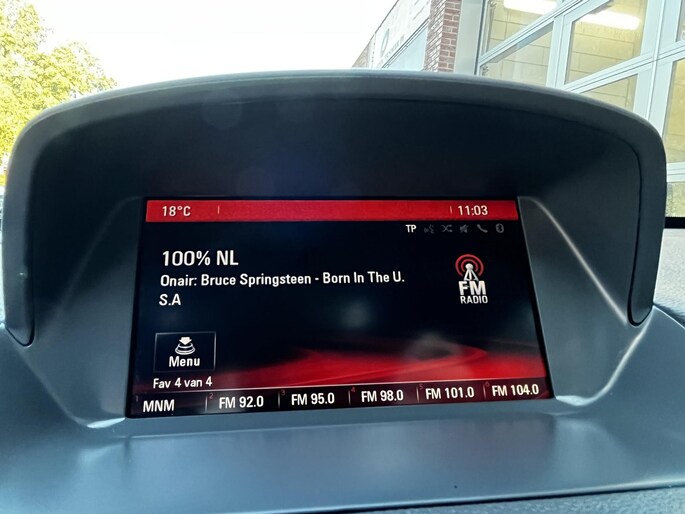 18°C
11:03
TP
100% NL
Onair: Bruce Springsteen - Born In The U.
S.A
FM
RADIO
Menu
Fav 4 van 4
MNM
FM 92.0
FM 95.0
FM 98.0
FM 101.0
FM 104.0